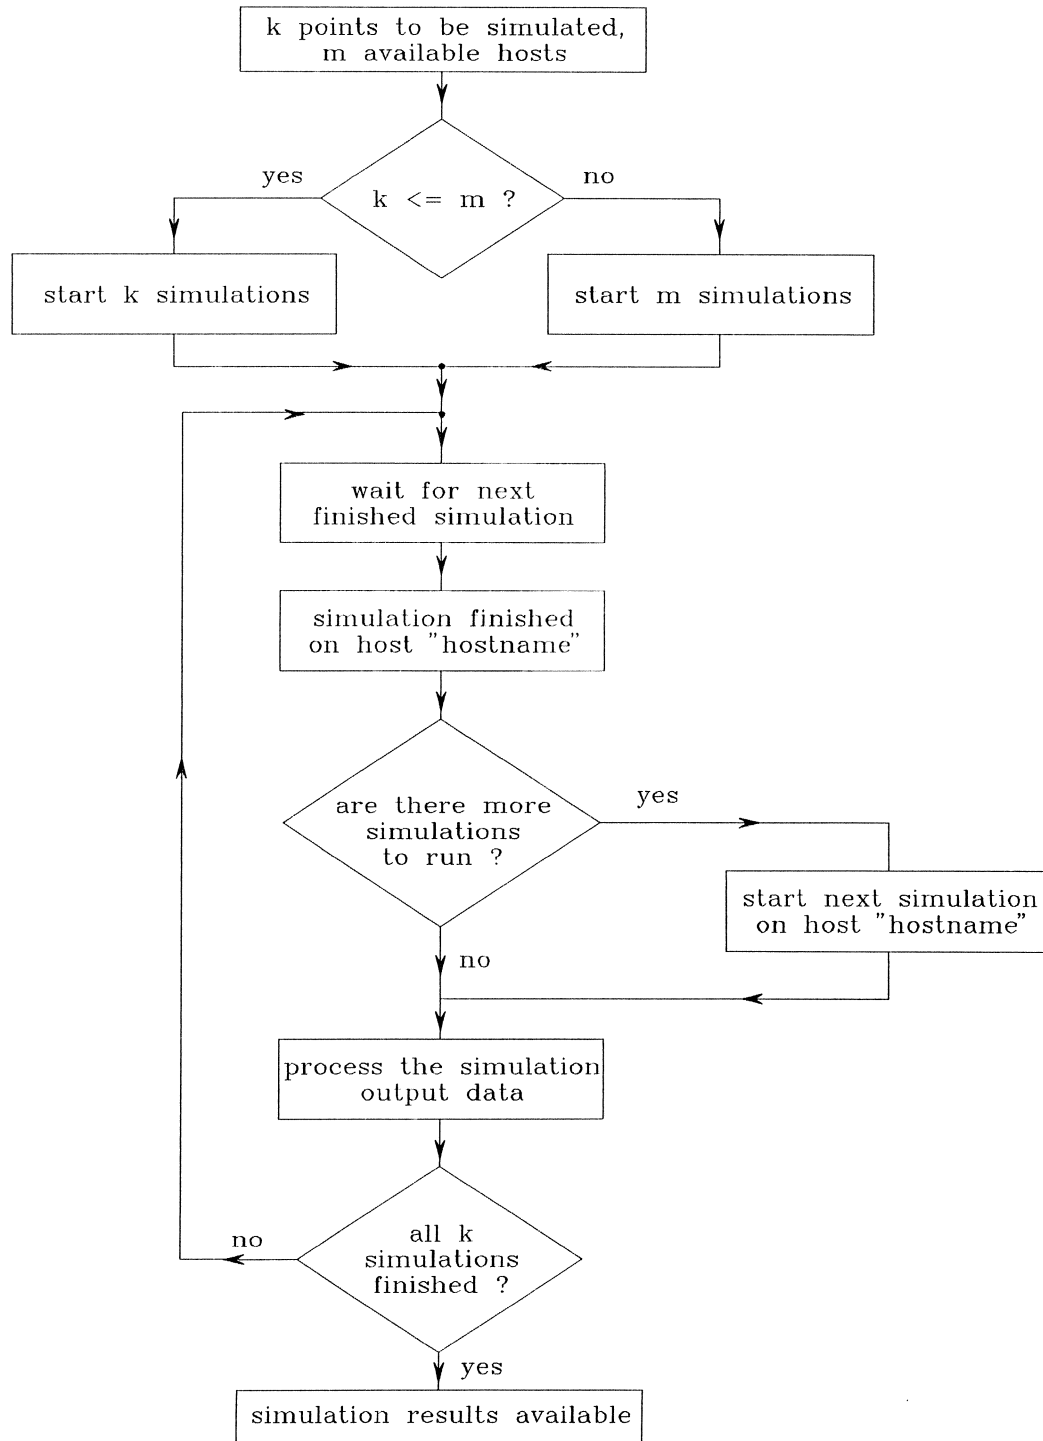 k points to be simulated,
m available hosts
yes
no
k <= m ?
start k simulations
start m simulations
wait for next
finished simulation
simulation finished
on host "hostname"
are there more
simulations
to run ?
yes
start next simulation
on host "hostname"
no
process the simulation
output data
no
all k
simulations
finished ?
yes
simulation results available